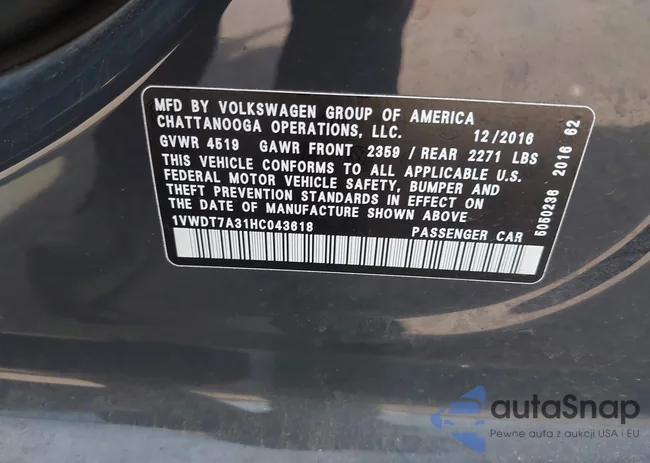 MFD BY VOLKSWAGEN GROUP OF AMERICA
CHATTANOOGA OPERATIONS, LLC. 12/2016
GVWR 4519 GAWR FRONT 2359 / REAR 2271 LBS
THIS VEHICLE CONFORMS TO ALL APPLICABLE U.S.
FEDERAL MOTOR VEHICLE SAFETY, BUMPER AND
THEFT PREVENTION STANDARDS IN EFFECT ON
THE DATE OF MANUFACTURE SHOWN ABOVE
1VWDT7A31HC043618 PASSENGER CAR
5050236 2016 62
autaSnap
Pewne auta z aukcji USA i EU